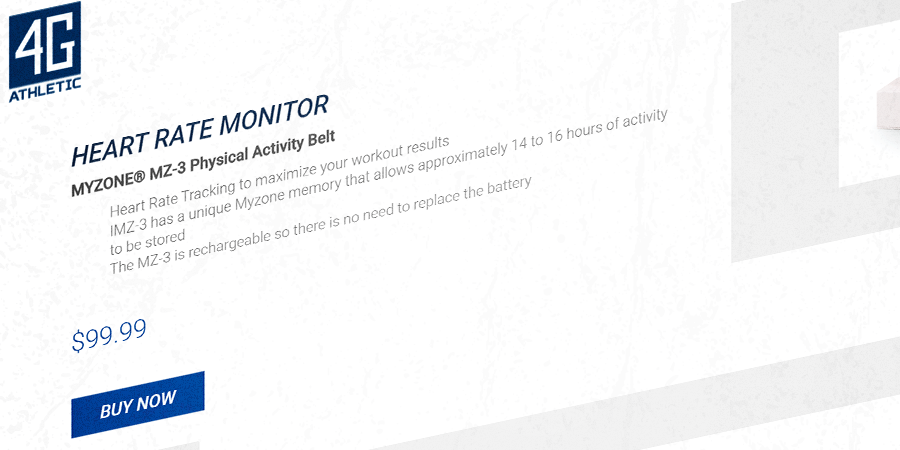 4G
ATHLETIC
HEART RATE MONITOR
MYZONE® MZ-3 Physical Activity Belt
Heart Rate Tracking to maximize your workout results
IMZ-3 has a unique Myzone memory that allows approximately 14 to 16 hours of activity
to be stored
The MZ-3 is rechargeable so there is no need to replace the battery
$99.99
BUY NOW